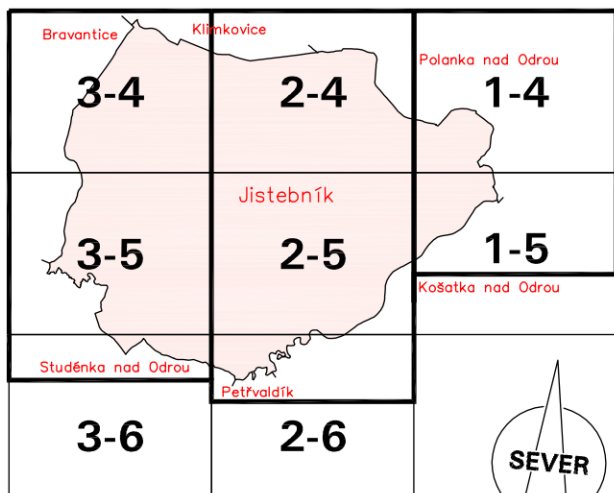 Bravantice
Klimkovice
Polanka nad Odrou
3-4
2-4
1-4
Jistebník
3-5
2-5
1-5
Košatka nad Odrou
Studénka nad Odrou
Petřvaldík
3-6
2-6
SEVER